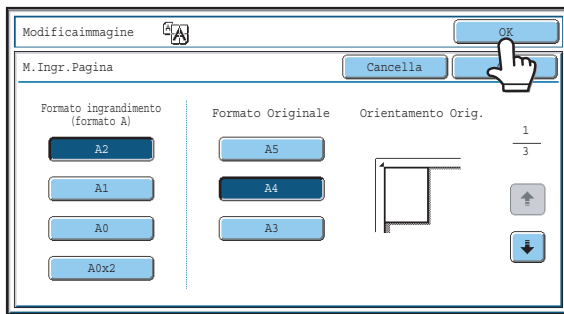 Modificaimmagine
OK
M.Ingr.Pagina
Cancella
Formato ingrandimento
(formato A)
A2
A1
A0
A0x2
Formato Originale
A5
A4
A3
Orientamento Orig.
1
3